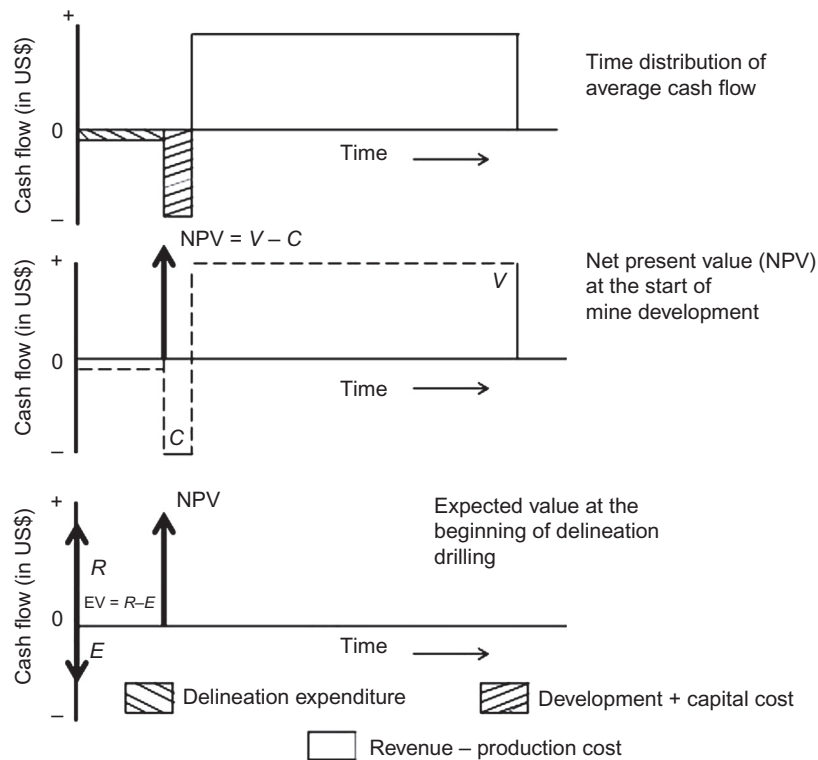 +
Cash flow (in US$)
0
–
Time
Time distribution of
average cash flow
NPV = V – C
+
Cash flow (in US$)
0
–
V
C
Time
Net present value (NPV)
at the start of
mine development
+
Cash flow (in US$)
0
–
NPV
R
EV = R–E
E
Time
Expected value at the
beginning of delineation
drilling
Delineation expenditure
Development + capital cost
Revenue – production cost